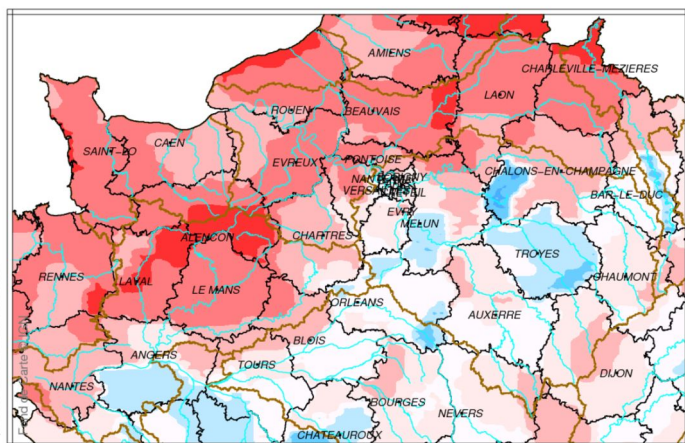 AMIENS
CHARLEVILLE-MEZIERES
LAON
ROUEN
BEAUVAIS
SAINT-LO
CAEN
EVREUX
PONTOISE
CHALONS-EN-CHAMPAGNE
BAR-LE-DUC
EVRY
MELUN
ALENCON
CHARTRES
TROYES
RENNES
LAVAL
LE MANS
CHAUMONT
ORLEANS
AUXERRE
BLOIS
ANGERS
TOURS
DIJON
NANTES
BOURGES
NEVERS
CHATEAUROUX